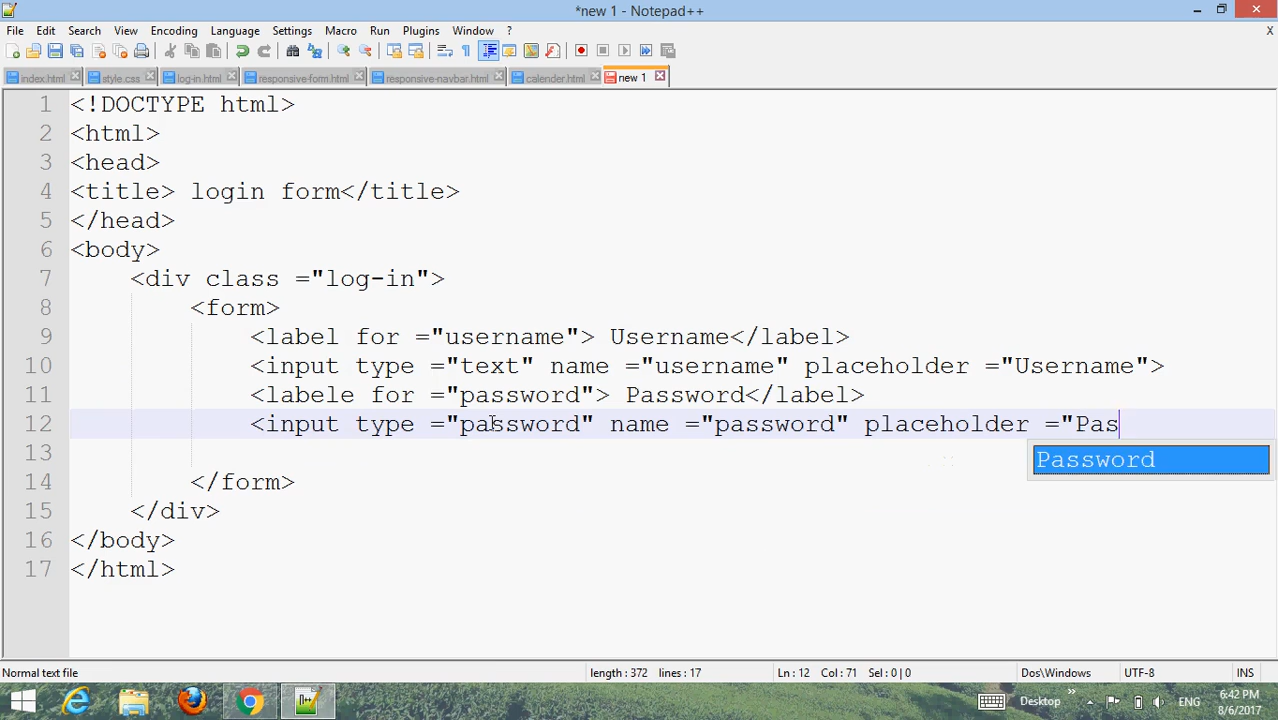 *new 1 - Notepad++
File Edit Search View Encoding Language Settings Macro Run Plugins Window ? X
index.html style.css log-in.html responsive-form.html responsive-navbar.html calender.html new 1
1 <!DOCTYPE html>
2 <html>
3 <head>
4 <title> login form</title>
5 </head>
6 <body>
7 <div class ="log-in">
8 <form>
9 <label for ="username"> Username</label>
10 <input type ="text" name ="username" placeholder ="Username">
11 <labele for ="password"> Password</label>
12 <input type ="password" name ="password" placeholder ="Pas
Password
13
14 </form>
15 </div>
16 </body>
17 </html>
Normal text file length : 372 lines : 17 Ln : 12 Col : 71 Sel : 0 | 0 Dos\Windows UTF-8 INS
Desktop ENG 6:42 PM
8/6/2017